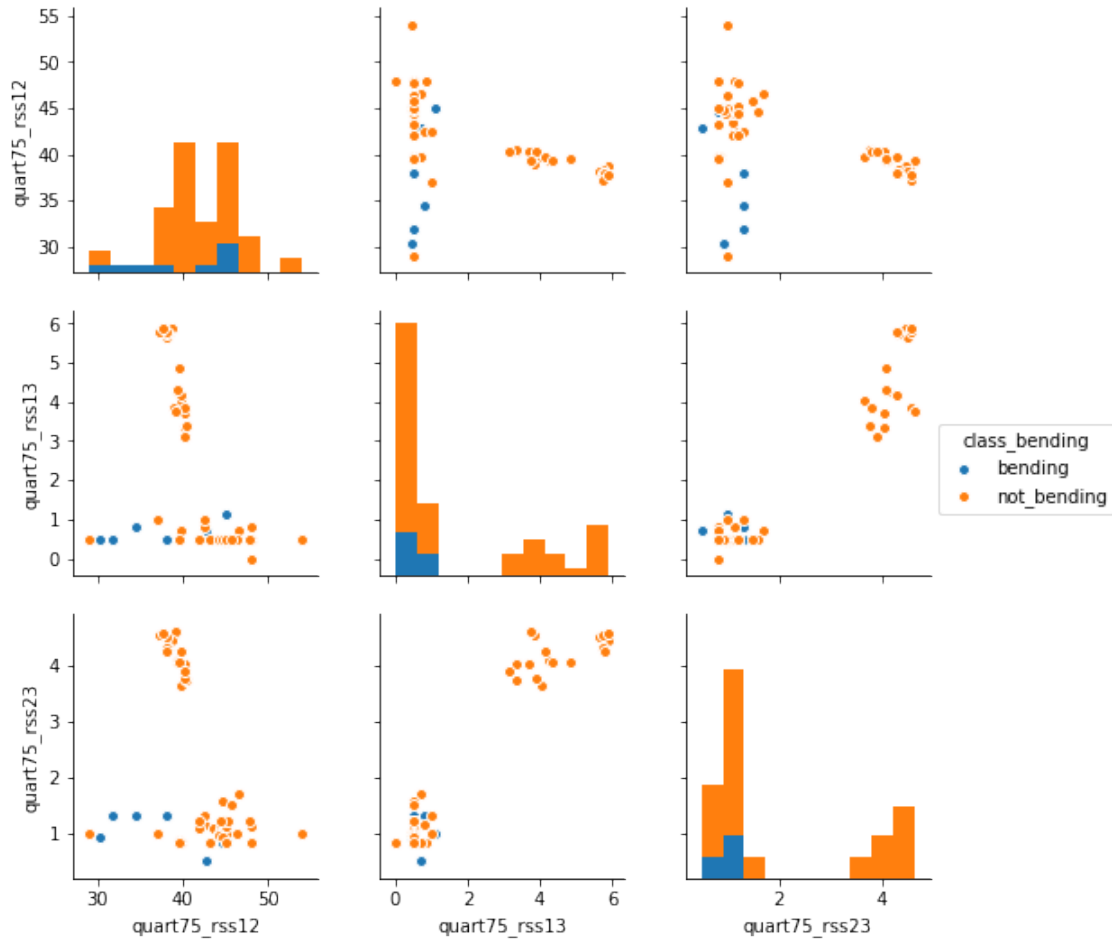 55
50
45
40
35
30
quart75_rss12
6
5
4
3
2
1
0
quart75_rss13
class_bending
bending
not_bending
4
3
2
1
quart75_rss23
30 40 50
0 2 4 6
2 4
quart75_rss12
quart75_rss13
quart75_rss23